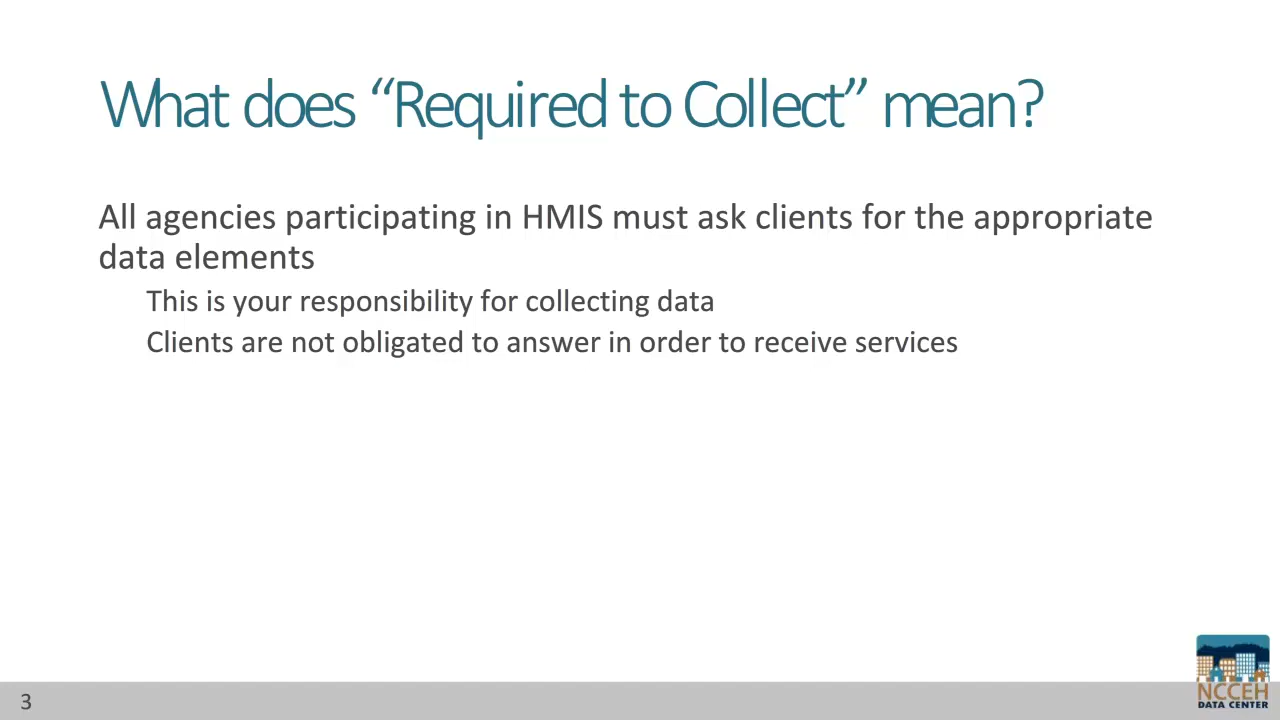 What does “Required to Collect” mean?
All agencies participating in HMIS must ask clients for the appropriate
data elements
This is your responsibility for collecting data
Clients are not obligated to answer in order to receive services
3
NCCEH
DATA CENTER